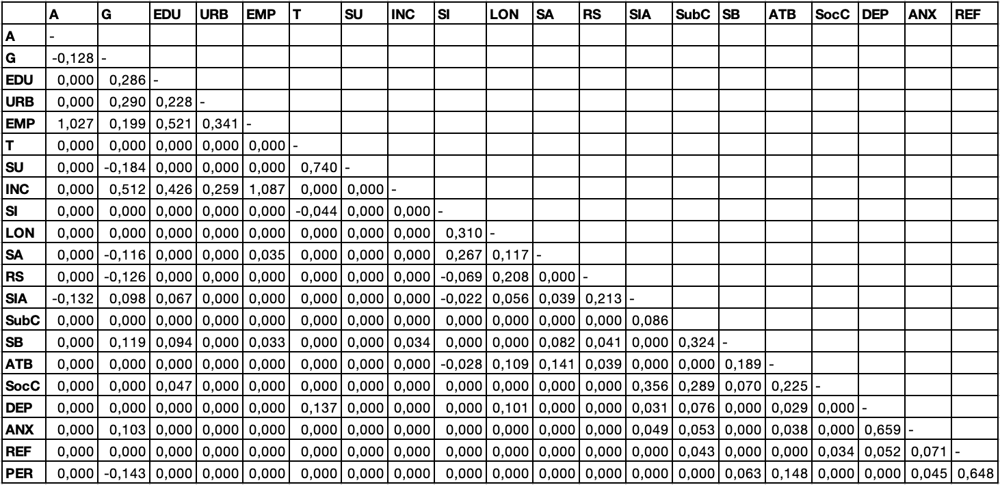 A G EDU URB EMP T SU INC SI LON SA RS SIA SubC SB ATB SocC DEP ANX REF
A -
G -0,128 -
EDU 0,000 0,286 -
URB 0,000 0,290 0,228 -
EMP 1,027 0,199 0,521 0,341 -
T 0,000 0,000 0,000 0,000 0,000 -
SU 0,000 -0,184 0,000 0,000 0,000 0,740 -
INC 0,000 0,512 0,426 0,259 1,087 0,000 0,000 -
SI 0,000 0,000 0,000 0,000 0,000 -0,044 0,000 0,000 -
LON 0,000 0,000 0,000 0,000 0,000 0,000 0,000 0,000 0,310 -
SA 0,000 -0,116 0,000 0,000 0,035 0,000 0,000 0,000 0,267 0,117 -
RS 0,000 -0,126 0,000 0,000 0,000 0,000 0,000 0,000 -0,069 0,208 0,000 -
SIA -0,132 0,098 0,067 0,000 0,000 0,000 0,000 0,000 -0,022 0,056 0,039 0,213 -
SubC 0,000 0,000 0,000 0,000 0,000 0,000 0,000 0,000 0,000 0,000 0,000 0,000 0,086
SB 0,000 0,119 0,094 0,000 0,033 0,000 0,000 0,034 0,000 0,000 0,082 0,041 0,000 0,324 -
ATB 0,000 0,000 0,000 0,000 0,000 0,000 0,000 0,000 -0,028 0,109 0,141 0,039 0,000 0,000 0,189 -
SocC 0,000 0,000 0,047 0,000 0,000 0,000 0,000 0,000 0,000 0,000 0,000 0,000 0,356 0,289 0,070 0,225 -
DEP 0,000 0,000 0,000 0,000 0,000 0,137 0,000 0,000 0,000 0,101 0,000 0,000 0,031 0,076 0,000 0,029 0,000 -
ANX 0,000 0,103 0,000 0,000 0,000 0,000 0,000 0,000 0,000 0,000 0,000 0,000 0,049 0,053 0,000 0,038 0,000 0,659 -
REF 0,000 0,000 0,000 0,000 0,000 0,000 0,000 0,000 0,000 0,000 0,000 0,000 0,000 0,043 0,000 0,000 0,034 0,052 0,071 -
PER 0,000 -0,143 0,000 0,000 0,000 0,000 0,000 0,000 0,000 0,000 0,000 0,000 0,000 0,000 0,063 0,148 0,000 0,000 0,045 0,648